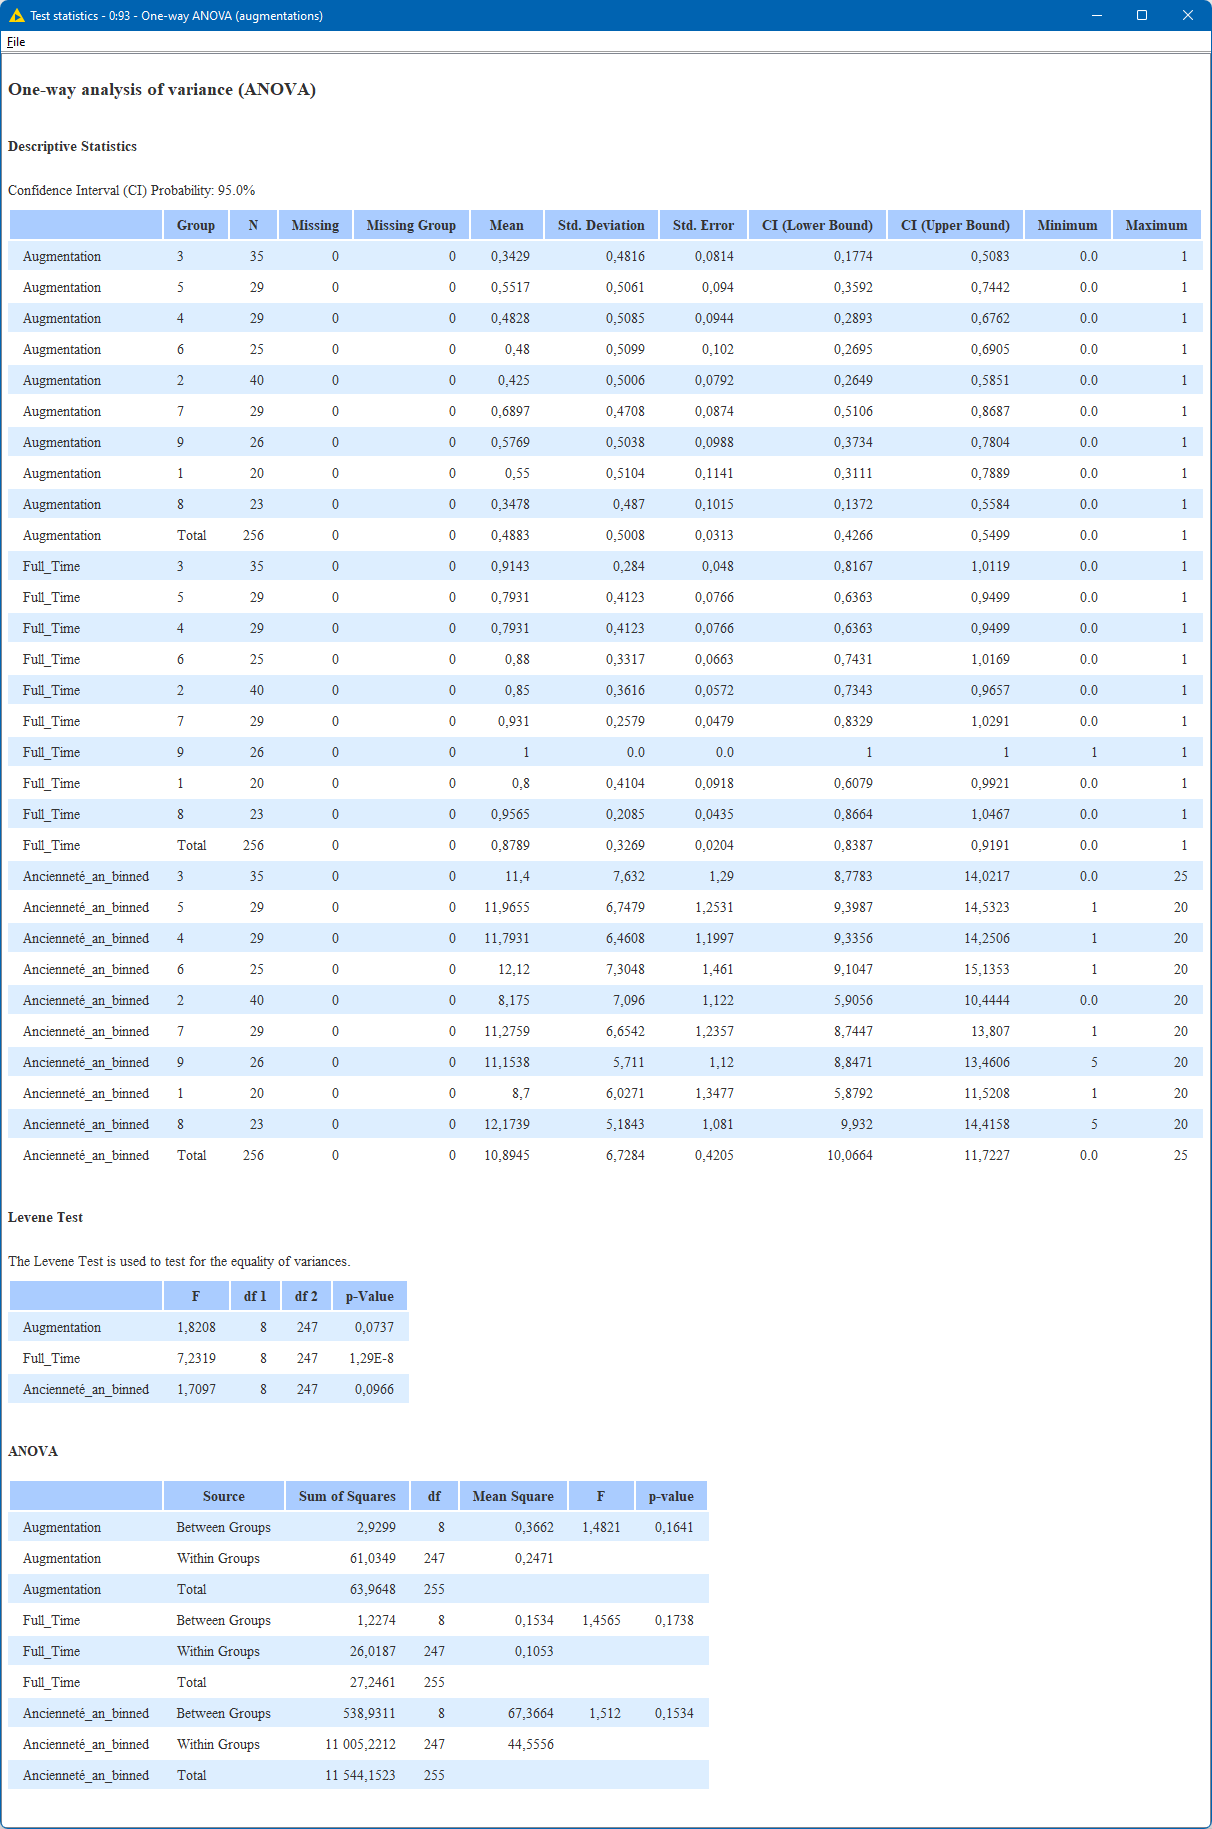 Test statistics - 0:93 - One-way ANOVA (augmentations)
File
One-way analysis of variance (ANOVA)
Descriptive Statistics
Confidence Interval (CI) Probability: 95.0%
Group N Missing Missing Group Mean Std. Deviation Std. Error CI (Lower Bound) CI (Upper Bound) Minimum Maximum
Augmentation 3 35 0 0 0,3429 0,4816 0,0814 0,1774 0,5083 0.0 1
Augmentation 5 29 0 0 0,5517 0,5061 0,094 0,3592 0,7442 0.0 1
Augmentation 4 29 0 0 0,4828 0,5085 0,0944 0,2893 0,6762 0.0 1
Augmentation 6 25 0 0 0,48 0,5099 0,102 0,2695 0,6905 0.0 1
Augmentation 2 40 0 0 0,425 0,5006 0,0792 0,2649 0,5851 0.0 1
Augmentation 7 29 0 0 0,6897 0,4708 0,0874 0,5106 0,8687 0.0 1
Augmentation 9 26 0 0 0,5769 0,5038 0,0988 0,3734 0,7804 0.0 1
Augmentation 1 20 0 0 0,55 0,5104 0,1141 0,3111 0,7889 0.0 1
Augmentation 8 23 0 0 0,3478 0,487 0,1015 0,1372 0,5584 0.0 1
Augmentation Total 256 0 0 0,4883 0,5008 0,0313 0,4266 0,5499 0.0 1
Full_Time 3 35 0 0 0,9143 0,284 0,048 0,8167 1,0119 0.0 1
Full_Time 5 29 0 0 0,7931 0,4123 0,0766 0,6363 0,9499 0.0 1
Full_Time 4 29 0 0 0,7931 0,4123 0,0766 0,6363 0,9499 0.0 1
Full_Time 6 25 0 0 0,88 0,3317 0,0663 0,7431 1,0169 0.0 1
Full_Time 2 40 0 0 0,85 0,3616 0,0572 0,7343 0,9657 0.0 1
Full_Time 7 29 0 0 0,931 0,2579 0,0479 0,8329 1,0291 0.0 1
Full_Time 9 26 0 0 1 0.0 0.0 1 1 1 1
Full_Time 1 20 0 0 0,8 0,4104 0,0918 0,6079 0,9921 0.0 1
Full_Time 8 23 0 0 0,9565 0,2085 0,0435 0,8664 1,0467 0.0 1
Full_Time Total 256 0 0 0,8789 0,3269 0,0204 0,8387 0,9191 0.0 1
Ancienneté_an_binned 3 35 0 0 11,4 7,632 1,29 8,7783 14,0217 0.0 25
Ancienneté_an_binned 5 29 0 0 11,9655 6,7479 1,2531 9,3987 14,5323 1 20
Ancienneté_an_binned 4 29 0 0 11,7931 6,4608 1,1997 9,3356 14,2506 1 20
Ancienneté_an_binned 6 25 0 0 12,12 7,3048 1,461 9,1047 15,1353 1 20
Ancienneté_an_binned 2 40 0 0 8,175 7,096 1,122 5,9056 10,4444 0.0 20
Ancienneté_an_binned 7 29 0 0 11,2759 6,6542 1,2357 8,7447 13,807 1 20
Ancienneté_an_binned 9 26 0 0 11,1538 5,711 1,12 8,8471 13,4606 5 20
Ancienneté_an_binned 1 20 0 0 8,7 6,0271 1,3477 5,8792 11,5208 1 20
Ancienneté_an_binned 8 23 0 0 12,1739 5,1843 1,081 9,932 14,4158 5 20
Ancienneté_an_binned Total 256 0 0 10,8945 6,7284 0,4205 10,0664 11,7227 0.0 25
Levene Test
The Levene Test is used to test for the equality of variances.
F df 1 df 2 p-Value
Augmentation 1,8208 8 247 0,0737
Full_Time 7,2319 8 247 1,29E-8
Ancienneté_an_binned 1,7097 8 247 0,0966
ANOVA
Source Sum of Squares df Mean Square F p-value
Augmentation Between Groups 2,9299 8 0,3662 1,4821 0,1641
Augmentation Within Groups 61,0349 247 0,2471
Augmentation Total 63,9648 255
Full_Time Between Groups 1,2274 8 0,1534 1,4565 0,1738
Full_Time Within Groups 26,0187 247 0,1053
Full_Time Total 27,2461 255
Ancienneté_an_binned Between Groups 538,9311 8 67,3664 1,512 0,1534
Ancienneté_an_binned Within Groups 11 005,2212 247 44,5556
Ancienneté_an_binned Total 11 544,1523 255